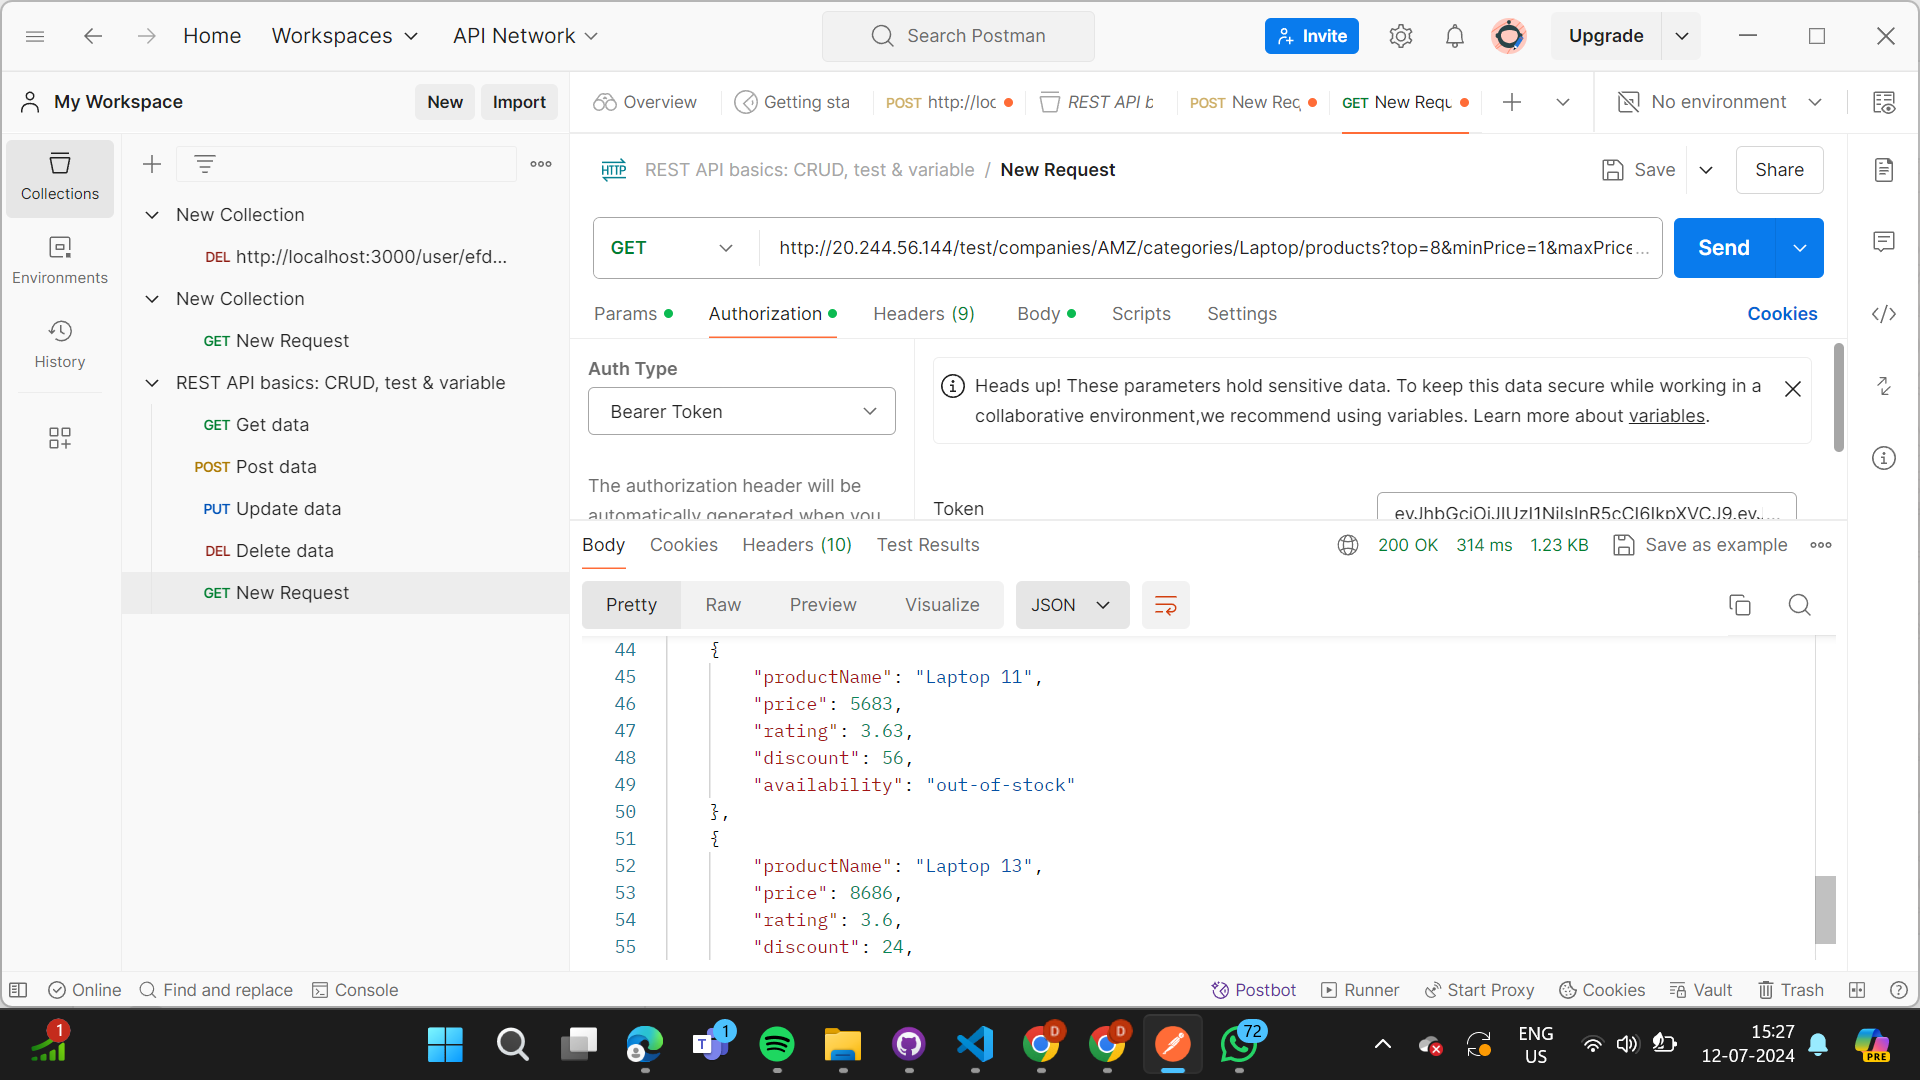 Home
Workspaces
API Network
Search Postman
Invite
Upgrade
My Workspace
New
Import
Overview
Getting sta
POST http://loc
REST API b
POST New Rec
GET New Requ
No environment
Collections
Environments
History
New Collection
DEL http://localhost:3000/user/efd...
New Collection
GET New Request
REST API basics: CRUD, test & variable
GET Get data
POST Post data
PUT Update data
DEL Delete data
GET New Request
HTTP
REST API basics: CRUD, test & variable / New Request
Save
Share
GET
http://20.244.56.144/test/companies/AMZ/categories/Laptop/products?top=8&minPrice=1&maxPrice...
Send
Params
Authorization
Headers (9)
Body
Scripts
Settings
Cookies
Auth Type
Bearer Token
The authorization header will be
automatically generated when you
Heads up! These parameters hold sensitive data. To keep this data secure while working in a
collaborative environment,we recommend using variables. Learn more about variables.
Token
Body
Cookies
Headers (10)
Test Results
200 OK
314 ms
1.23 KB
Save as example
Pretty
Raw
Preview
Visualize
JSON
44 {
45 "productName": "Laptop 11",
46 "price": 5683,
47 "rating": 3.63,
48 "discount": 56,
49 "availability": "out-of-stock"
50 },
51 {
52 "productName": "Laptop 13",
53 "price": 8686,
54 "rating": 3.6,
55 "discount": 24,
Online
Find and replace
Console
Postbot
Runner
Start Proxy
Cookies
Vault
Trash
1
1
T
D
D
72
ENG
US
15:27
12-07-2024
PRE